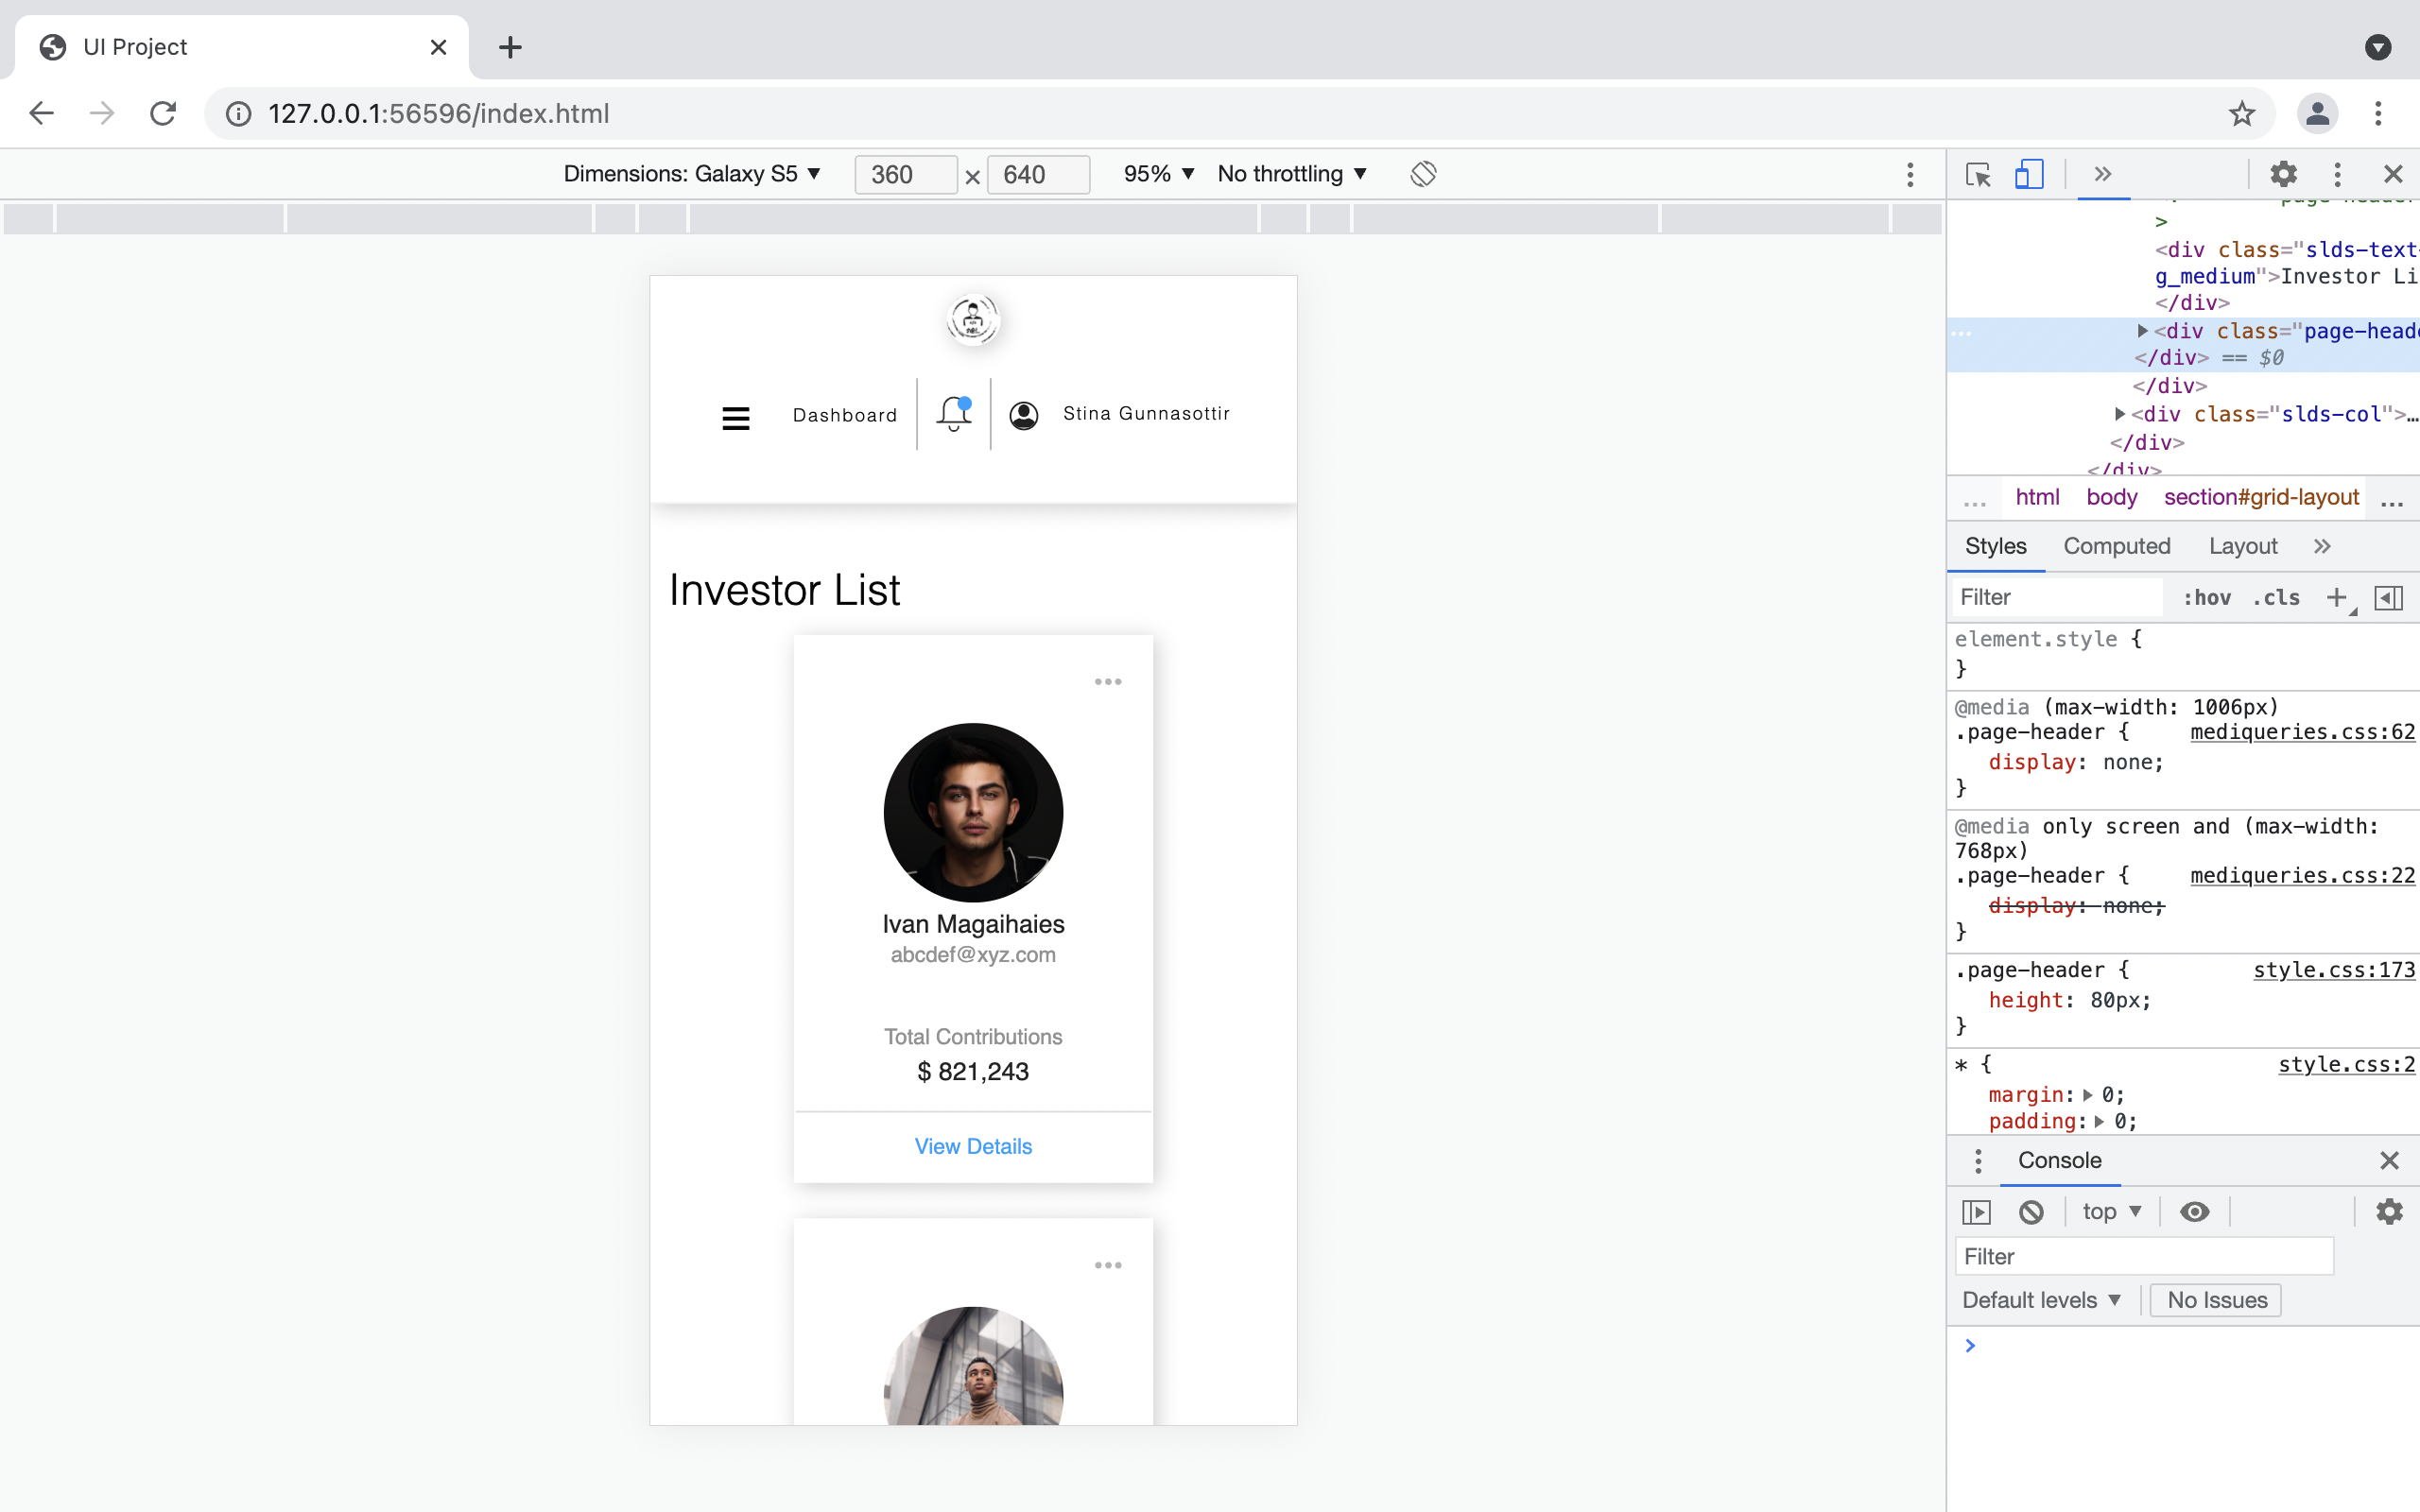 UI Project
127.0.0.1:56596/index.html
Dimensions: Galaxy S5 ▼ 360 × 640 95% ▼ No throttling ▼
Dashboard
Stina Gunnasottir
Investor List
Ivan Magaihaies
abcdef@xyz.com
Total Contributions
$ 821,243
View Details
>
<div class="slds-text-
g_medium">Investor Li
</div>
<div class="page-heade
</div> == $0
</div>
<div class="slds-col">…
</div>
</div>
... html body section#grid-layout ...
Styles Computed Layout »
Filter :hov .cls +
element.style {
}
@media (max-width: 1006px)
.page-header { mediqueries.css:62
display: none;
}
@media only screen and (max-width:
768px)
.page-header { mediqueries.css:22
display: none;
}
.page-header { style.css:173
height: 80px;
}
* { style.css:2
margin: ▶ 0;
padding: ▶ 0;
Console
top ▼
Filter
Default levels ▼ No Issues